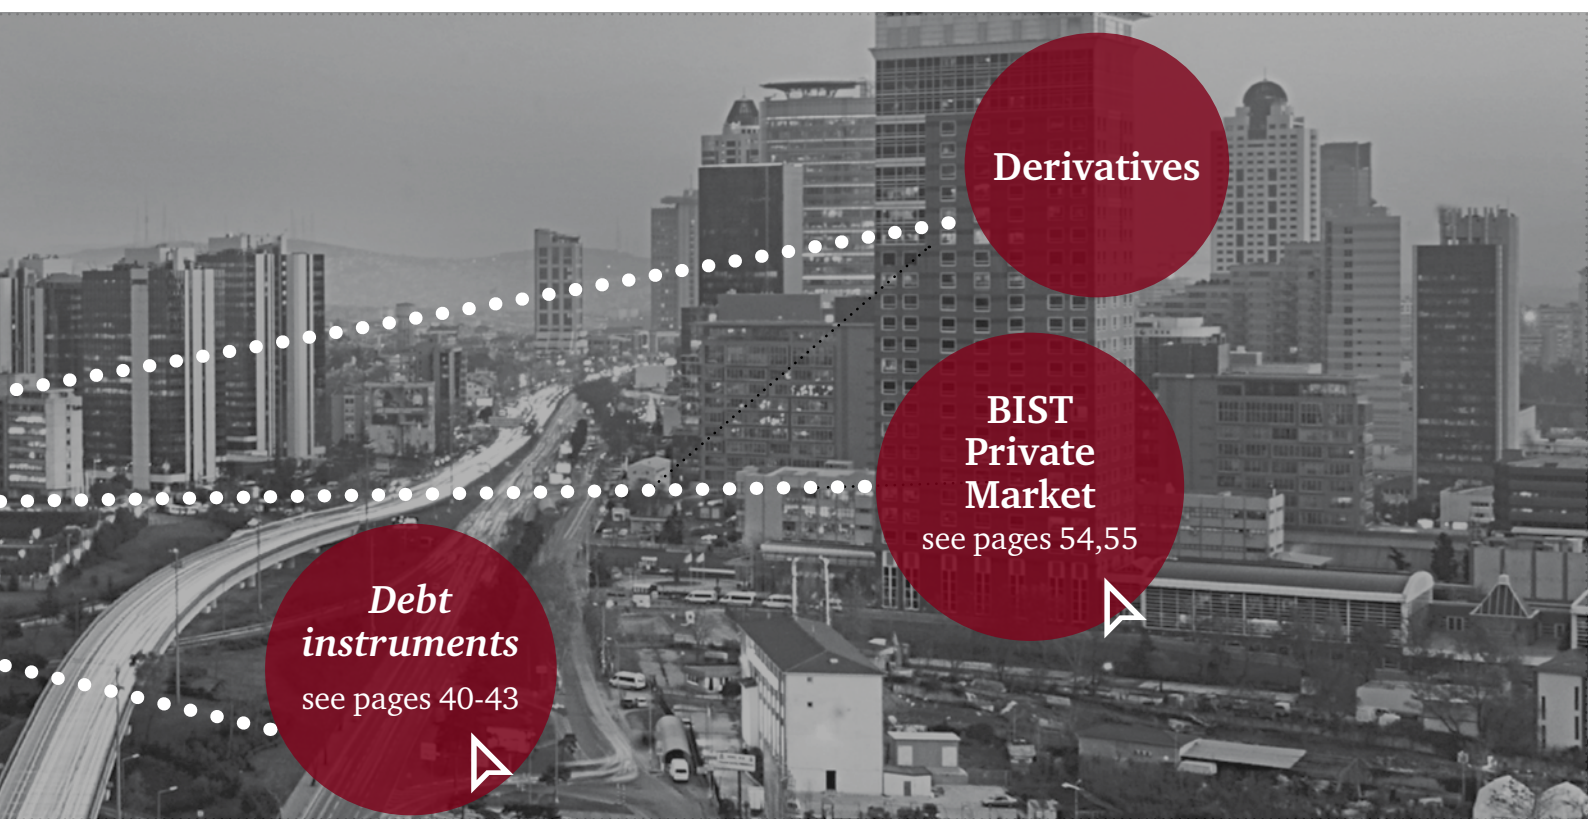 Derivatives
BIST
Private
Market
see pages 54,55
Debt
instruments
see pages 40-43